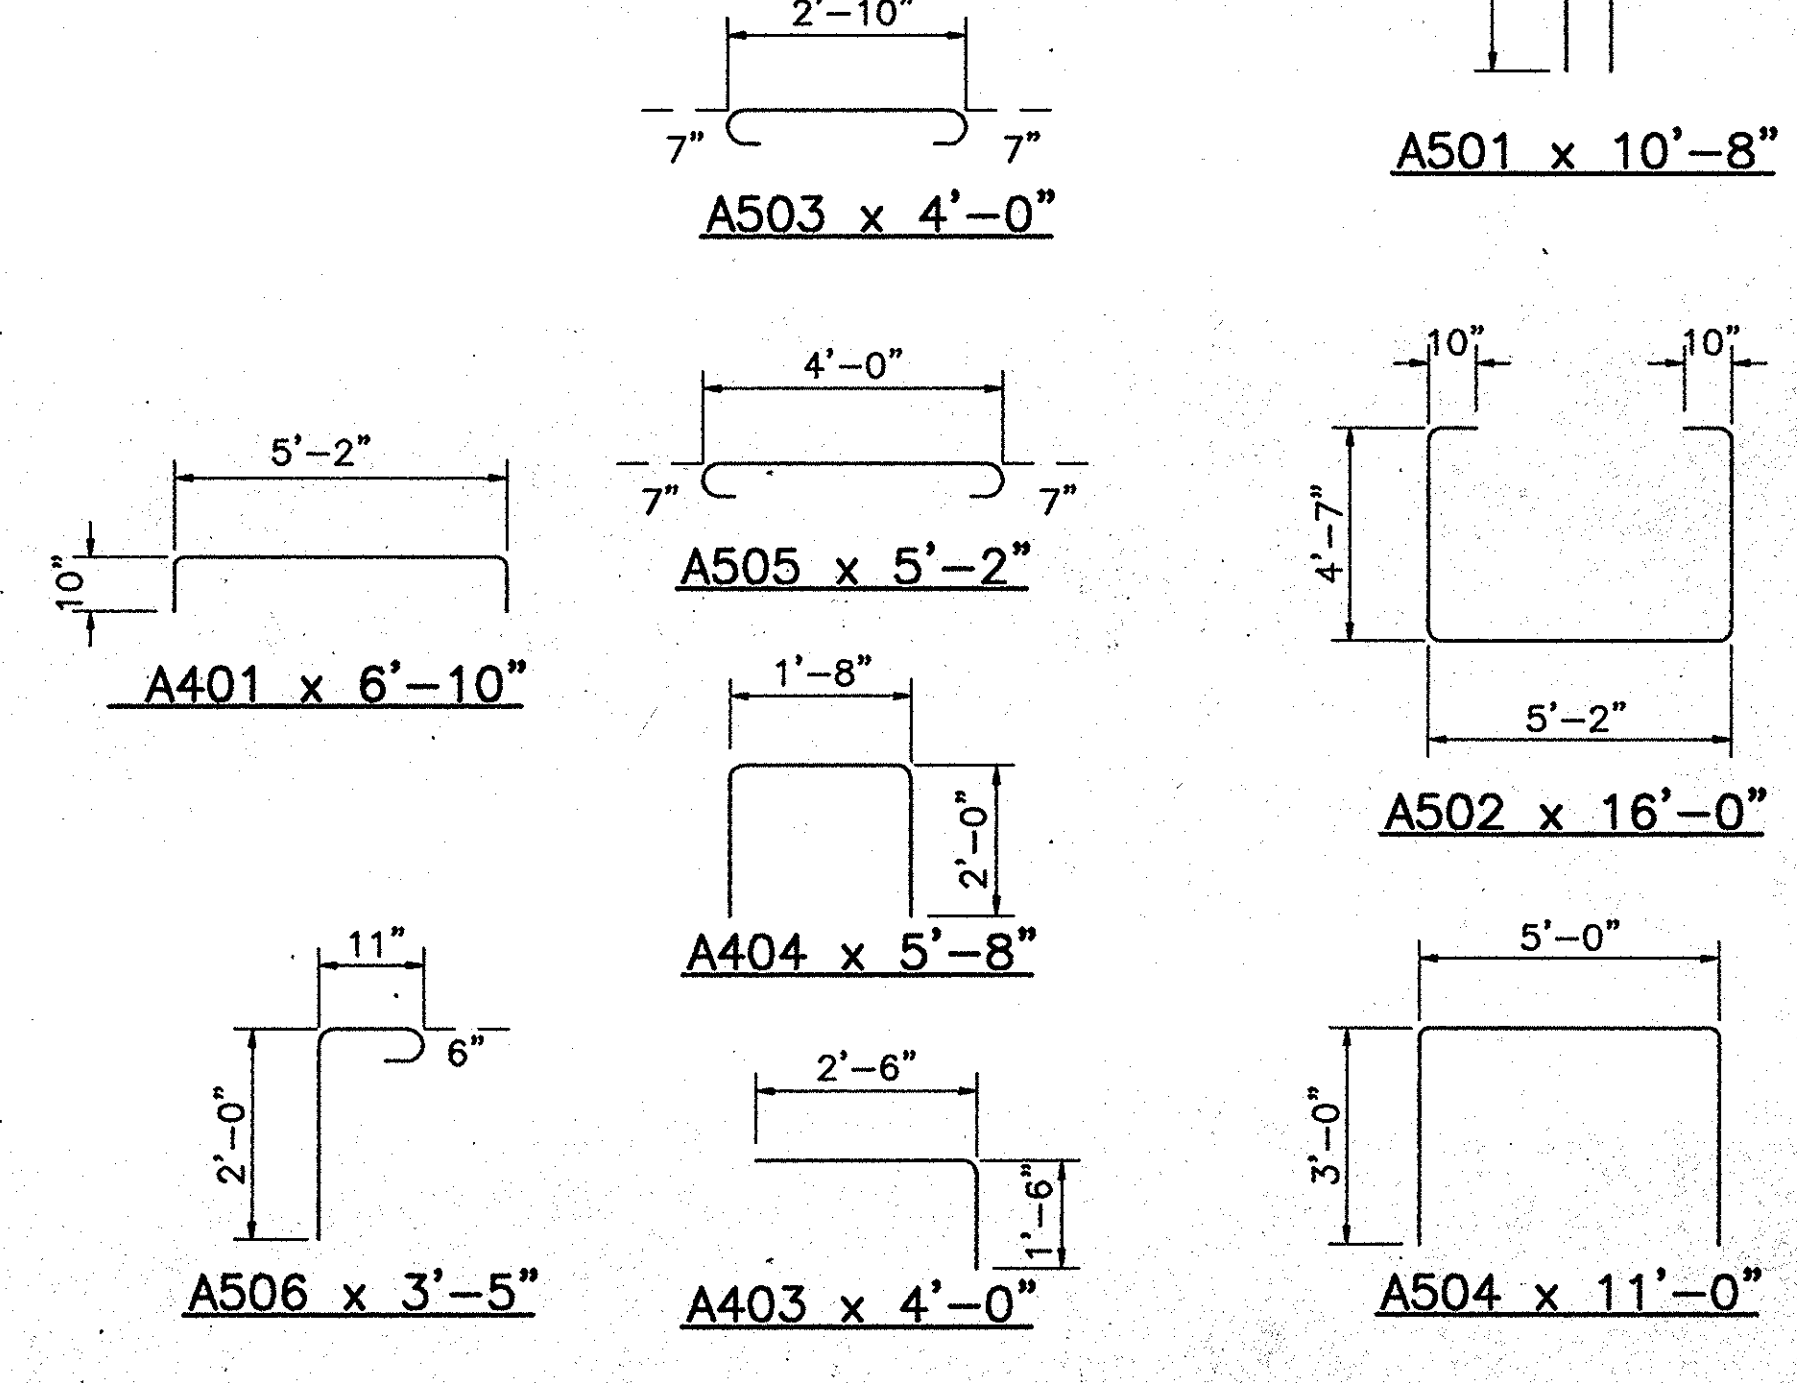 2'-10"
7" 7"
A503 x 4'-0"
A501 x 10'-8"
4'-0"
7" 7"
A505 x 5'-2"
10" 10"
4'-7"
5'-2"
A502 x 16'-0"
5'-2"
10"
A401 x 6'-10"
1'-8"
2'-0"
A404 x 5'-8"
11"
6"
2'-0"
A506 x 3'-5"
2'-6"
1'-6"
A403 x 4'-0"
5'-0"
3'-0"
A504 x 11'-0"